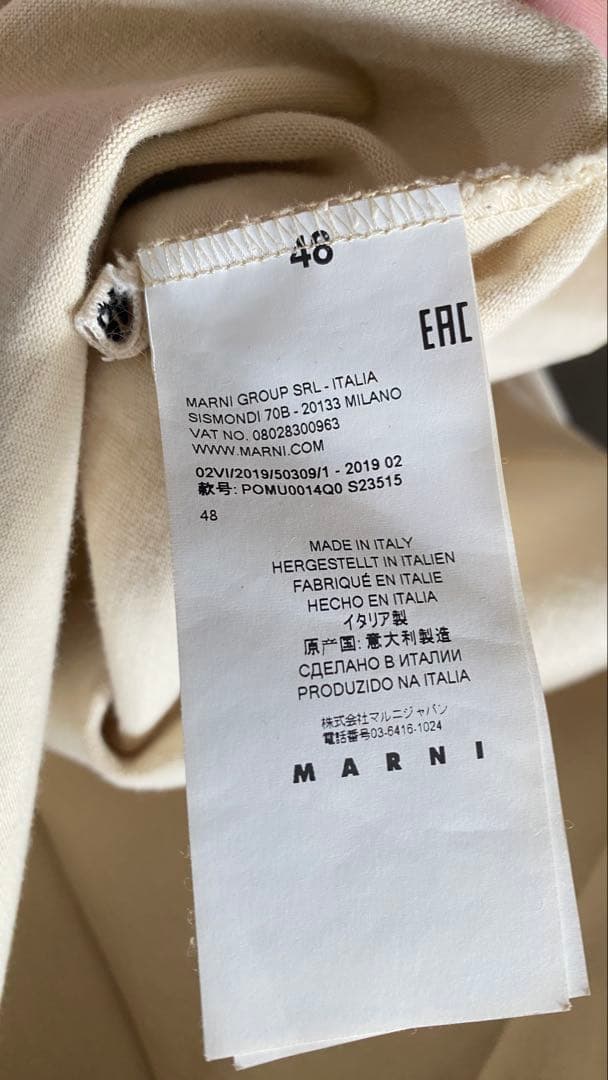 48
EAC
MARNI GROUP SRL - ITALIA
SISMONDI 70B - 20133 MILANO
VAT NO. 08028300963
WWW.MARNI.COM
02VI/2019/50309/1 - 2019 02
款号: POMU0014Q0 S23515
48
MADE IN ITALY
HERGESTELLT IN ITALIEN
FABRIQUÉ EN ITALIE
HECHO EN ITALIA
イタリア製
原产国: 意大利製造
СДЕЛАНО В ИТАЛИИ
PRODUZIDO NA ITALIA
株式会社マルニジャパン
電話番号03-6416-1024
MARNI